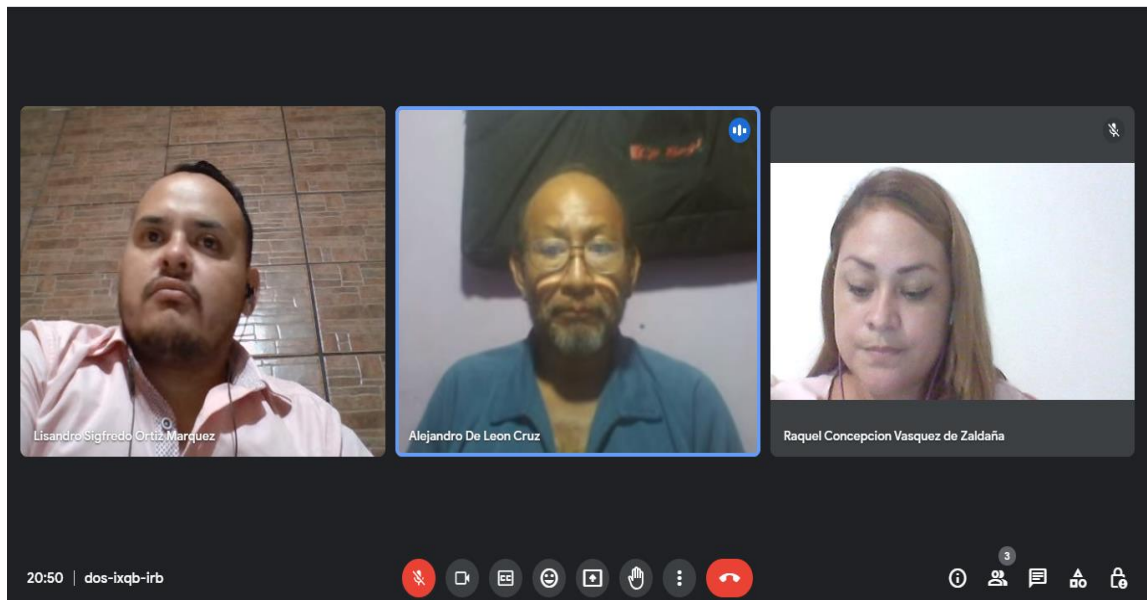 Lisandro Sigfredo Ortiz Marquez
Alejandro De Leon Cruz
Raquel Concepcion Vasquez de Zaldaña
3
20:50 | dos-ixqb-irb
CC